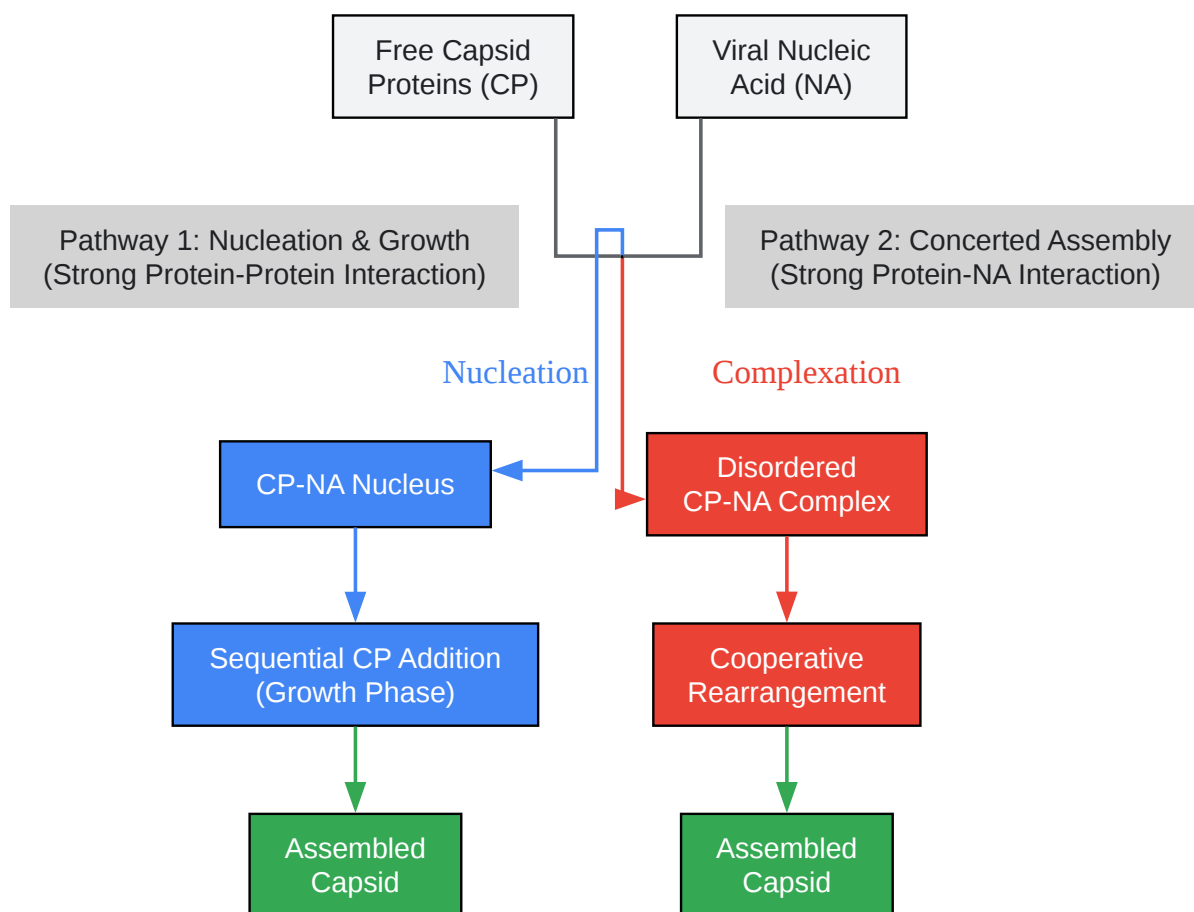 Free Capsid
Proteins (CP)
Viral Nucleic
Acid (NA)
Pathway 1: Nucleation & Growth
(Strong Protein-Protein Interaction)
Pathway 2: Concerted Assembly
(Strong Protein-NA Interaction)
Nucleation
Complexation
CP-NA Nucleus
Disordered
CP-NA Complex
Sequential CP Addition
(Growth Phase)
Cooperative
Rearrangement
Assembled
Capsid
Assembled
Capsid